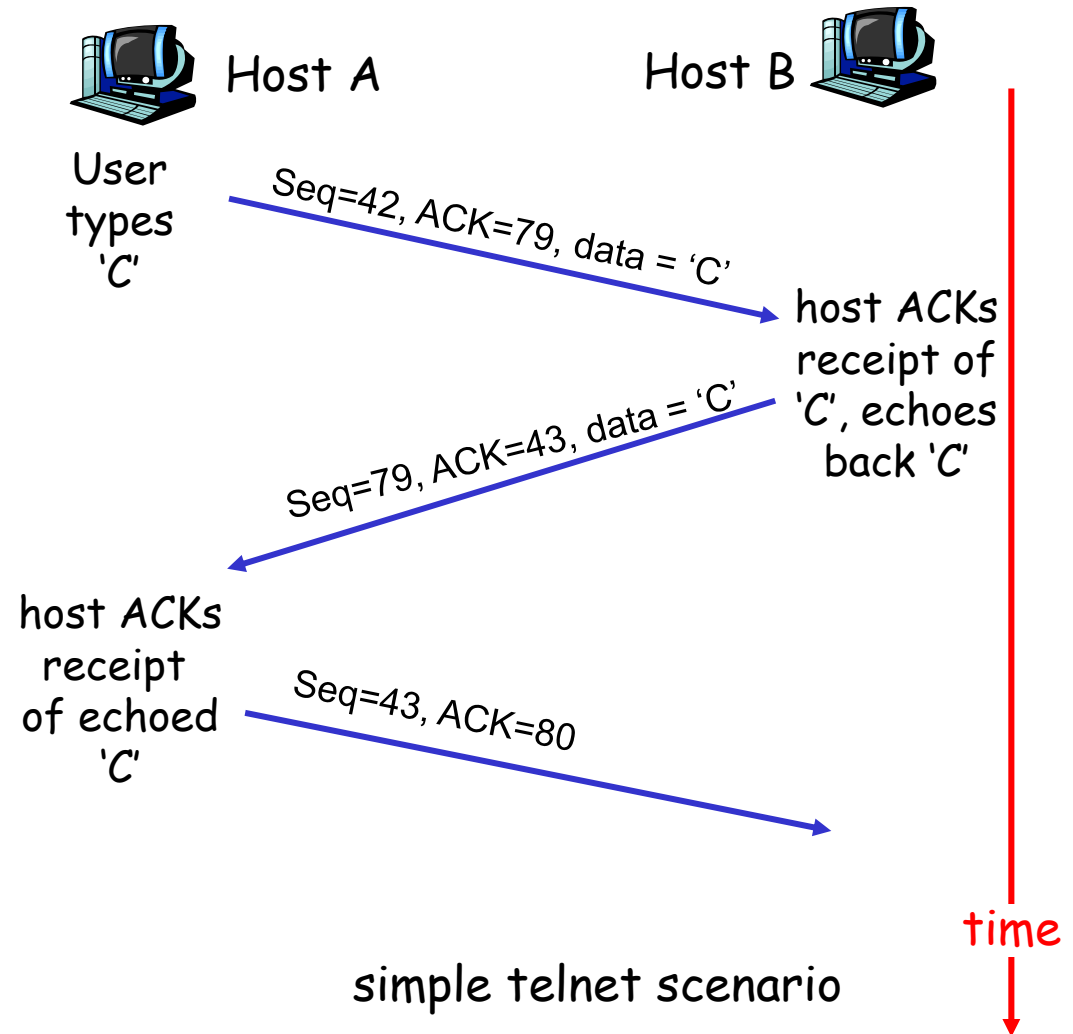 Host A
Host B
User
types
‘C’
Seq=42, ACK=79, data = ‘C’
host ACKs
receipt of
‘C’, echoes
back ‘C’
Seq=79, ACK=43, data = ‘C’
host ACKs
receipt
of echoed
‘C’
Seq=43, ACK=80
time
simple telnet scenario